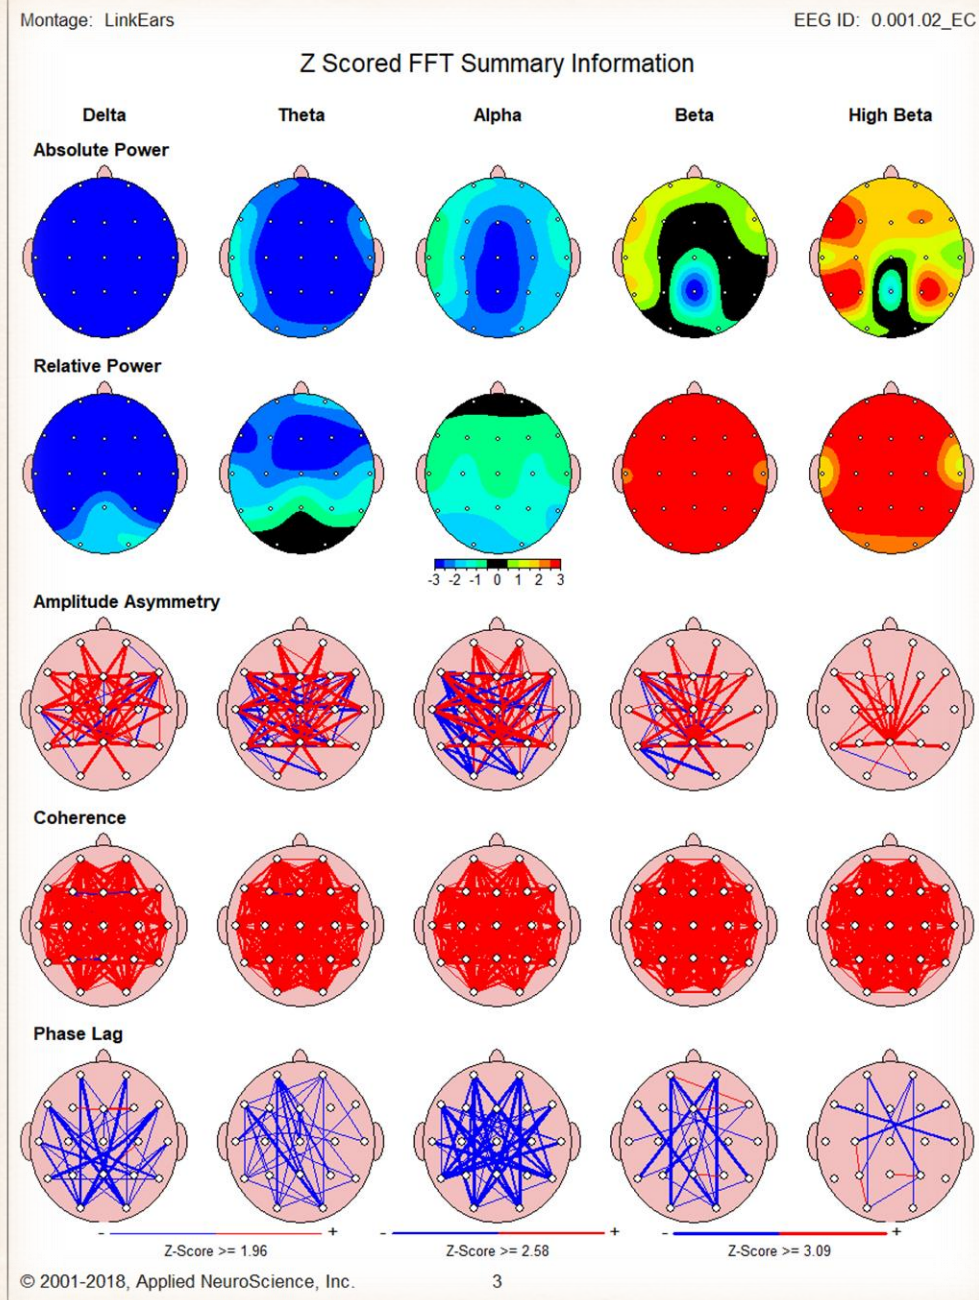 Montage: LinkEars EEG ID: 0.001.02_EC
Z Scored FFT Summary Information
Delta Theta Alpha Beta High Beta
Absolute Power
Relative Power
-3 -2 -1 0 1 2 3
Amplitude Asymmetry
Coherence
Phase Lag
- + - + - +
Z-Score >= 1.96 Z-Score >= 2.58 Z-Score >= 3.09
© 2001-2018, Applied NeuroScience, Inc. 3